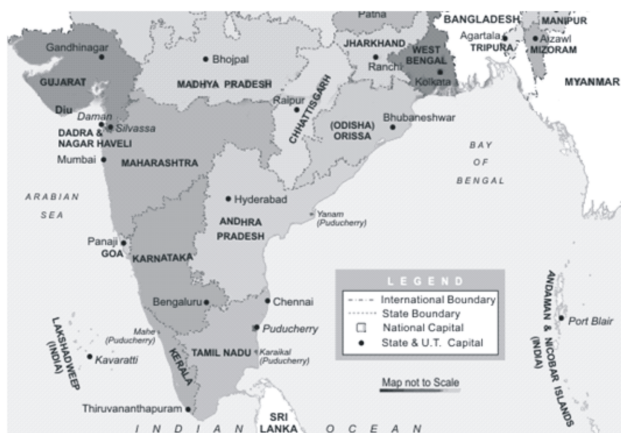 Patna
BANGLADESH
MANIPUR
Agartala
TRIPURA
Aizawl
MIZORAM
Gandhinagar
Bhojpal
JHARKHAND
Ranchi
WEST
BENGAL
Kolkata
MYANMAR
GUJARAT
MADHYA PRADESH
Diu
Daman
Silvassa
DADRA &
NAGAR HAVELI
Raipur
CHHATTISGARH
(ODISHA)
ORISSA
Bhubaneshwar
Mumbai
MAHARASHTRA
BAY
OF
BENGAL
ARABIAN
SEA
Hyderabad
ANDHRA
PRADESH
Yanam
(Puducherry)
Panaji
GOA
KARNATAKA
Bengaluru
Chennai
LEGEND
International Boundary
State Boundary
National Capital
State & U.T. Capital
Map not to Scale
ANDAMAN & NICOBAR ISLANDS
(INDIA)
Port Blair
LAKSHADWEEP
(INDIA)
Kavaratti
Mahe
(Puducherry)
Puducherry
KERALA
TAMIL NADU
Karaikal
(Puducherry)
Thiruvananthapuram
SRI
LANKA
INDIAN OCEAN